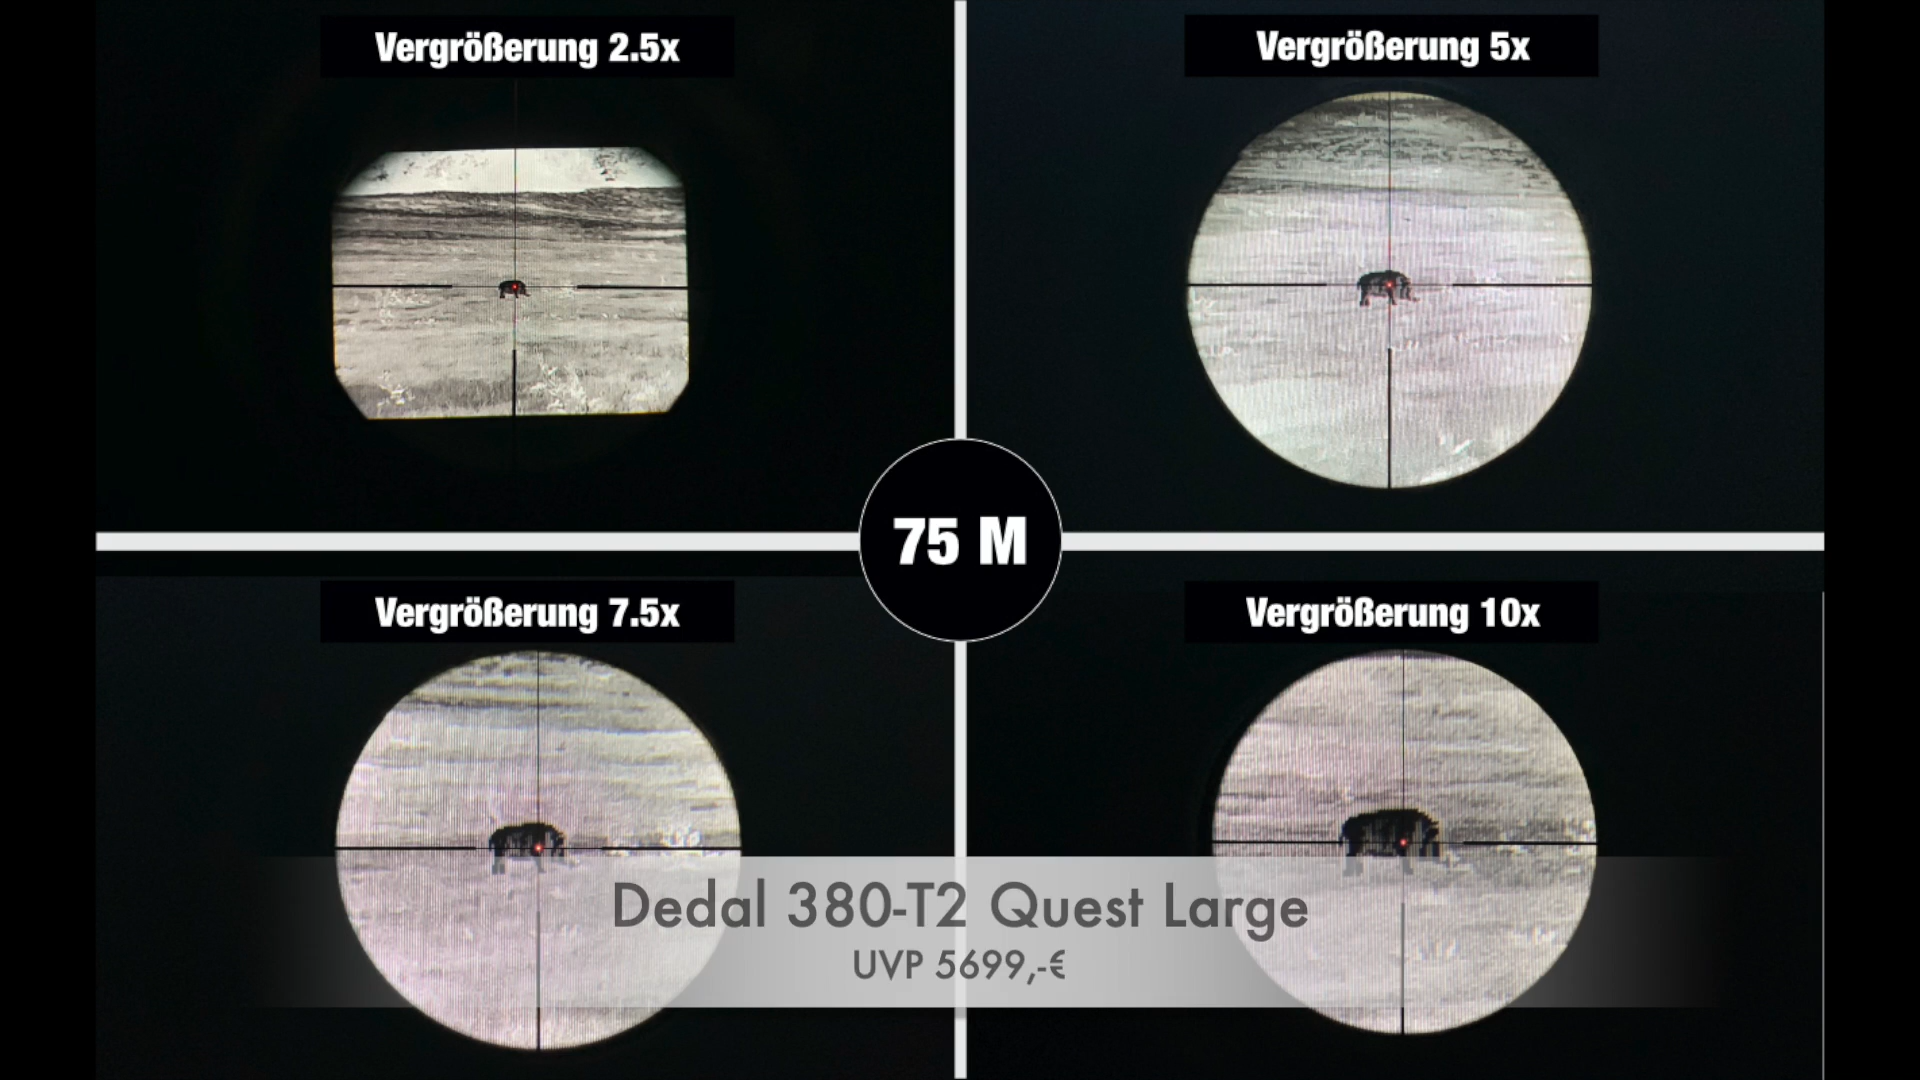 Vergrößerung 2.5x
Vergrößerung 5x
75 M
Vergrößerung 7.5x
Vergrößerung 10x
Dedal 380-T2 Quest Large
UVP 5699,-€